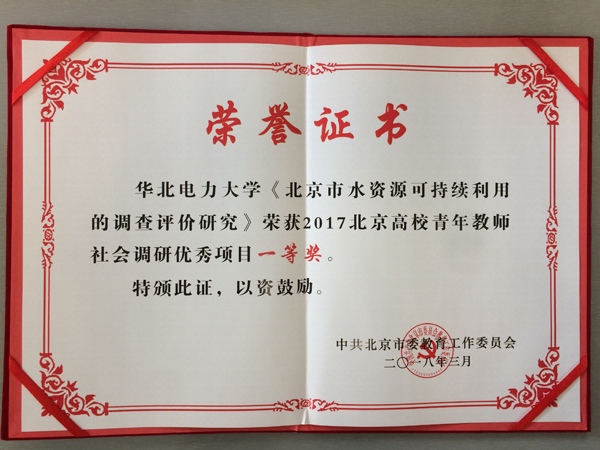 荣誉证书
华北电力大学《北京市水资源可持续利用
的调查评价研究》荣获2017北京高校青年教师
社会调研优秀项目一等奖。
特颁此证，以资鼓励。
中共北京市委教育工作委员会
二〇一八年三月